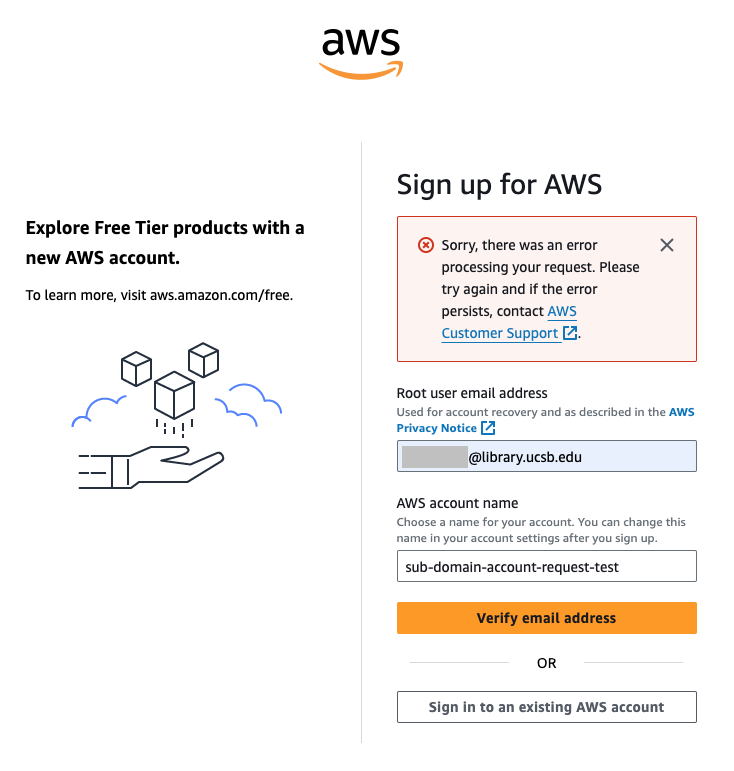 aws
Explore Free Tier products with a
new AWS account.
To learn more, visit aws.amazon.com/free.
Sign up for AWS
Sorry, there was an error
processing your request. Please
try again and if the error
persists, contact AWS
Customer Support .
Root user email address
Used for account recovery and as described in the AWS
Privacy Notice
@library.ucsb.edu
AWS account name
Choose a name for your account. You can change this
name in your account settings after you sign up.
sub-domain-account-request-test
Verify email address
OR
Sign in to an existing AWS account